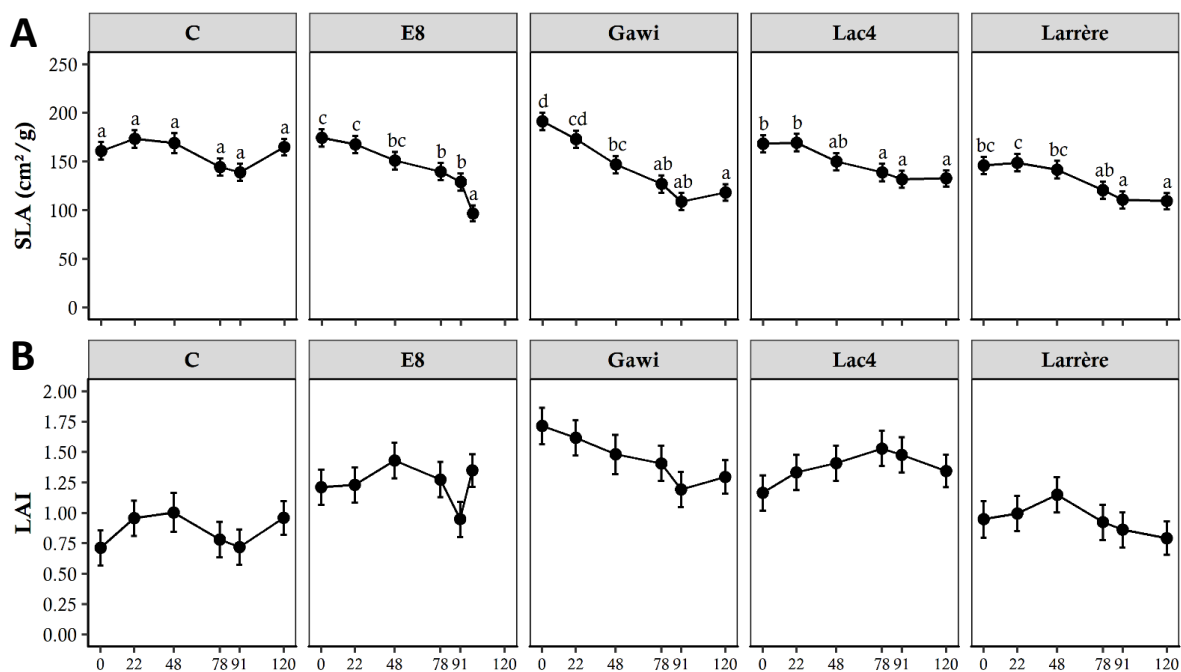 A
C E8 Gawi Lac4 Larrère
SLA (cm²/g)
250
200
150
100
50
0
a a a a a a
c c bc b b a
d cd bc ab ab a
b b ab a a a
bc c bc ab a a
B
C E8 Gawi Lac4 Larrère
LAI
2.00
1.75
1.50
1.25
1.00
0.75
0.50
0.25
0.00
0 22 48 78 91 120 0 22 48 78 91 120 0 22 48 78 91 120 0 22 48 78 91 120 0 22 48 78 91 120